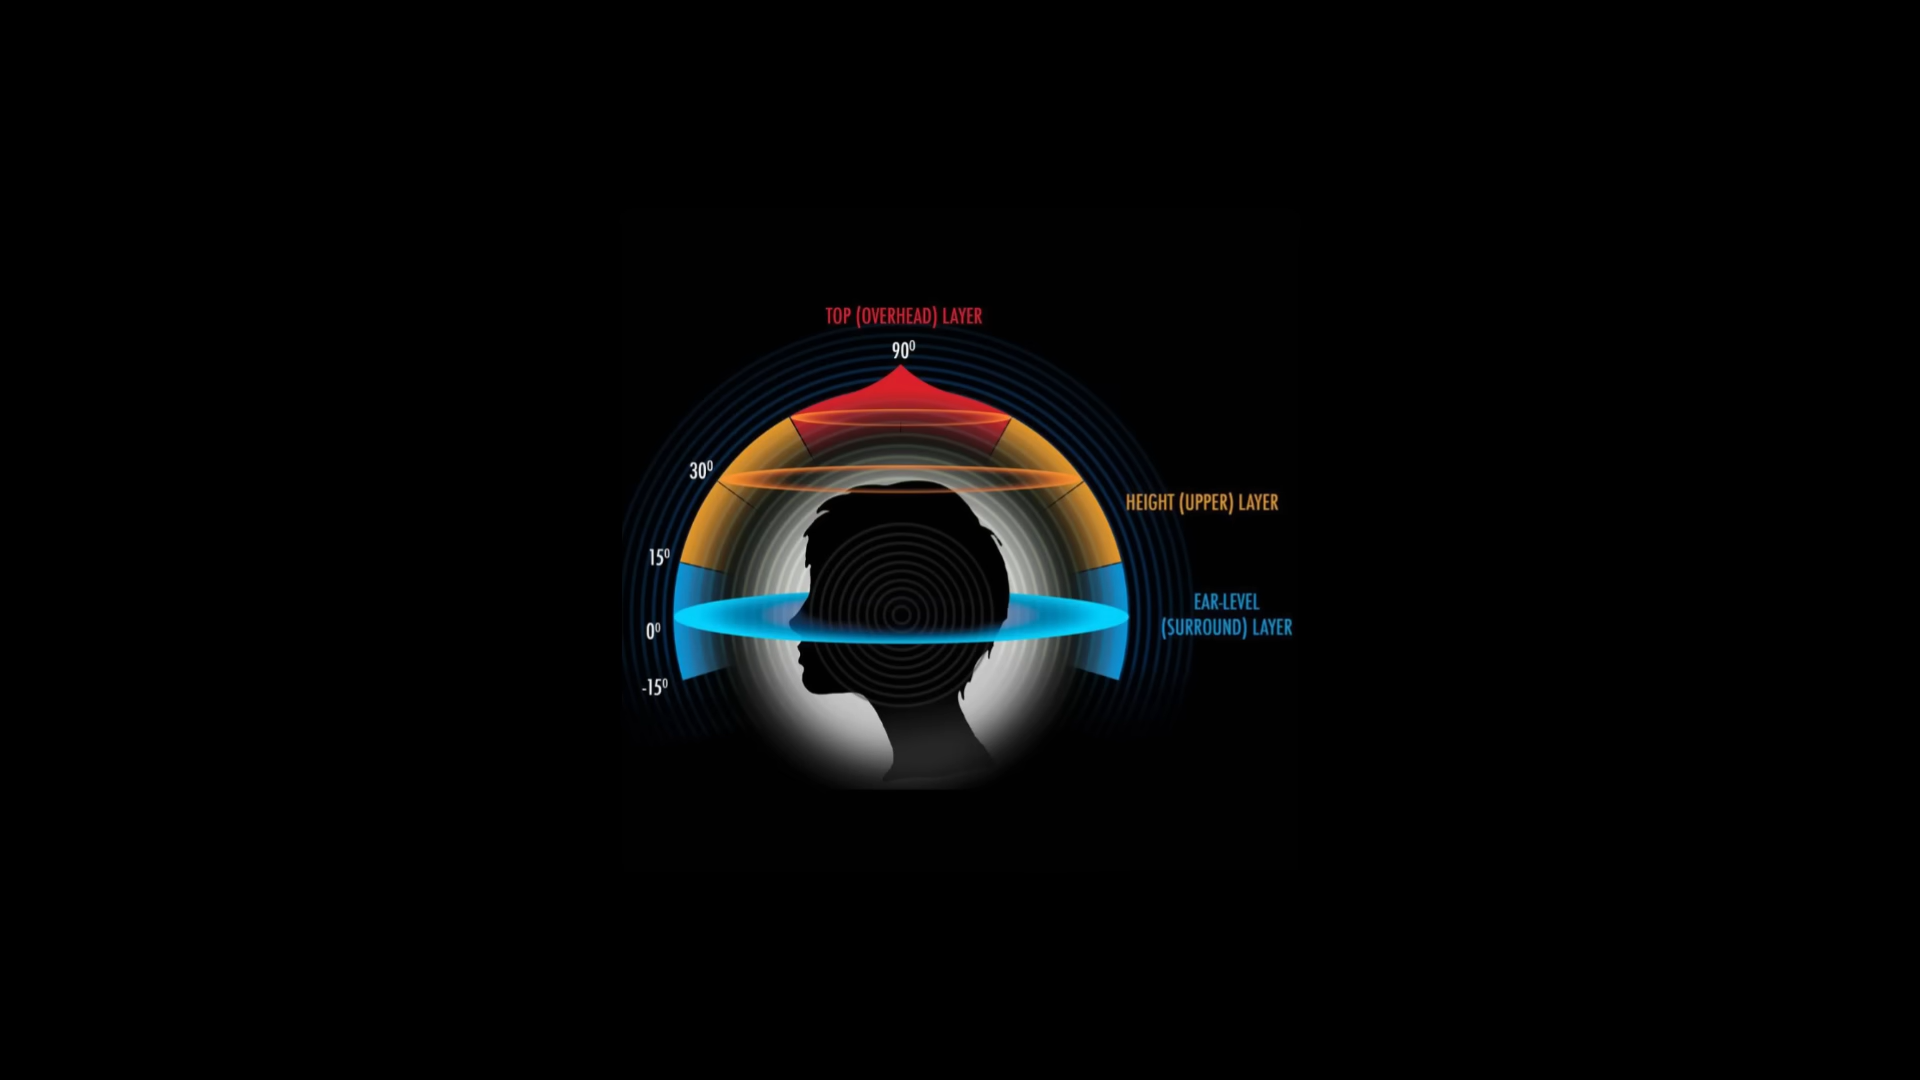 TOP (OVERHEAD) LAYER
90⁰
30⁰
HEIGHT (UPPER) LAYER
15⁰
EAR-LEVEL
(SURROUND) LAYER
0⁰
-15⁰